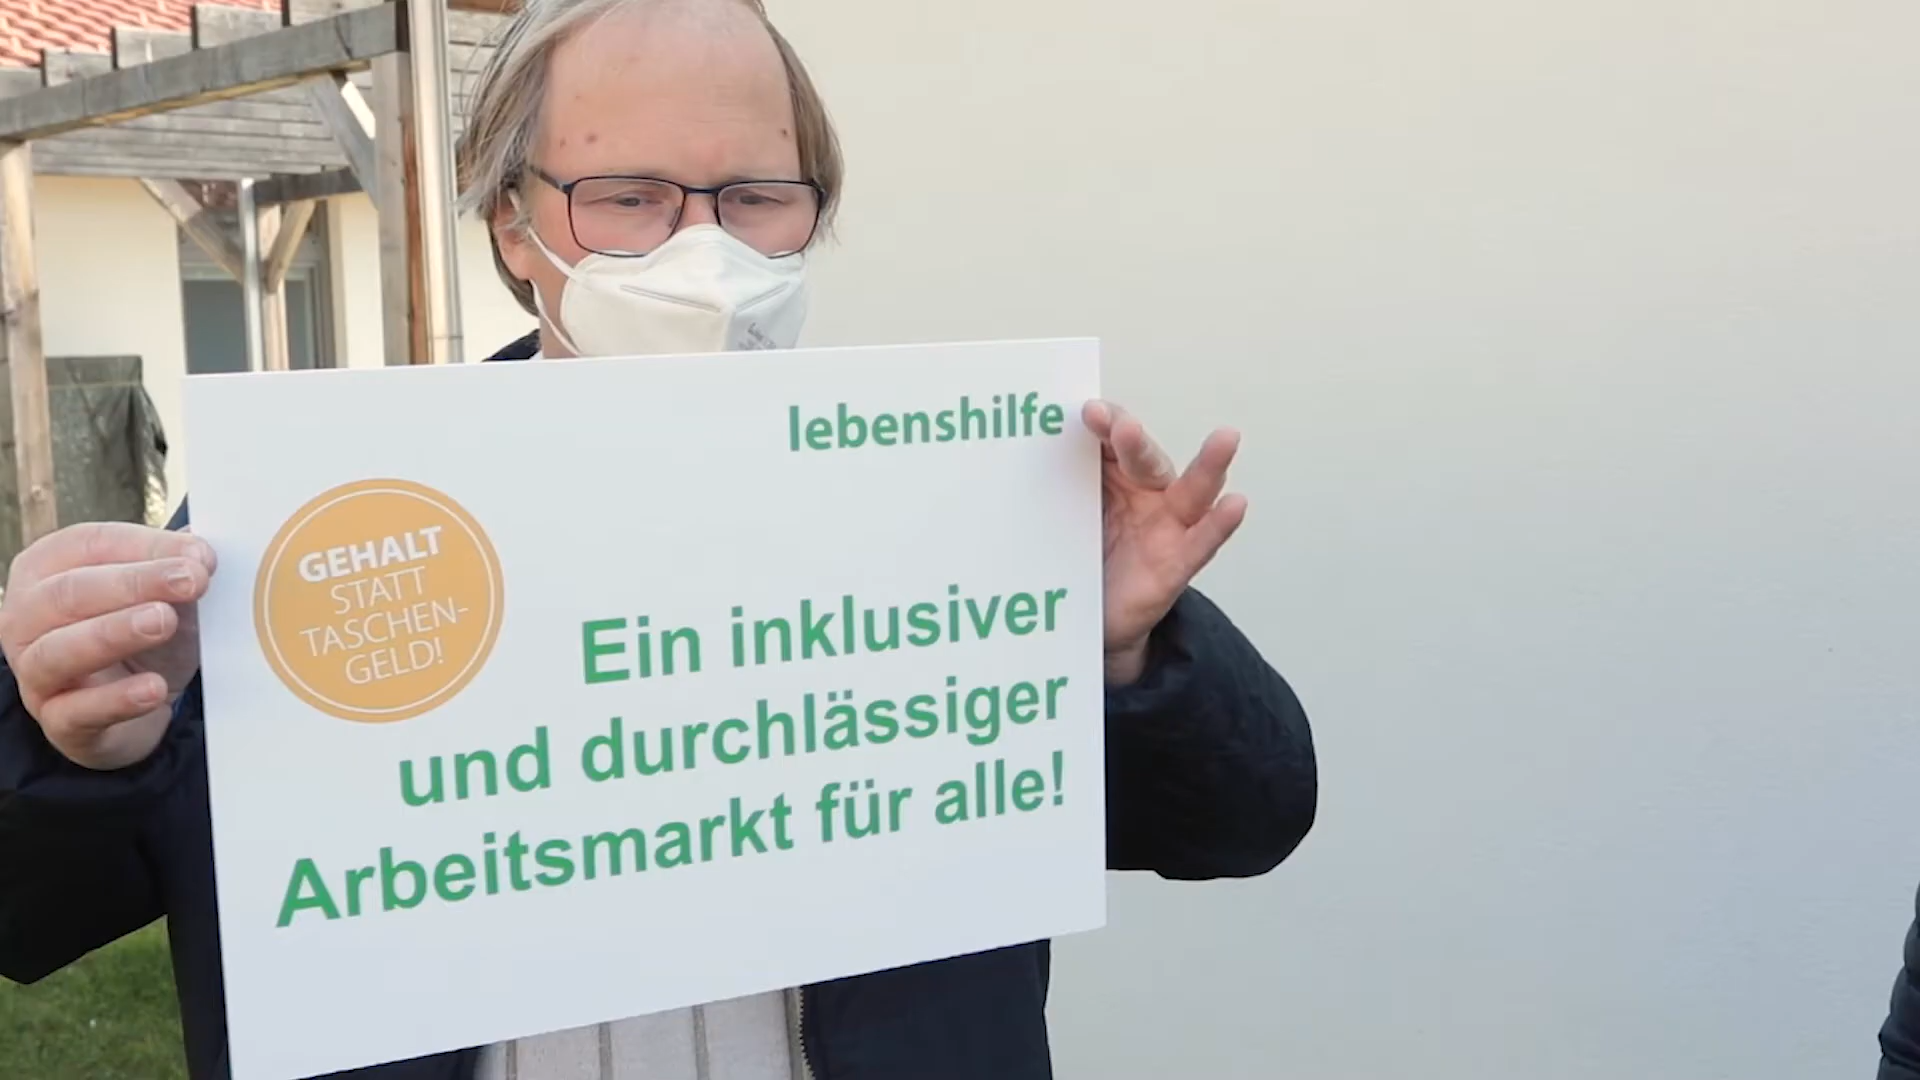 lebenshilfe
GEHALT
STATT
TASCHEN-
GELD!
Ein inklusiver
und durchlässiger
Arbeitsmarkt für alle!